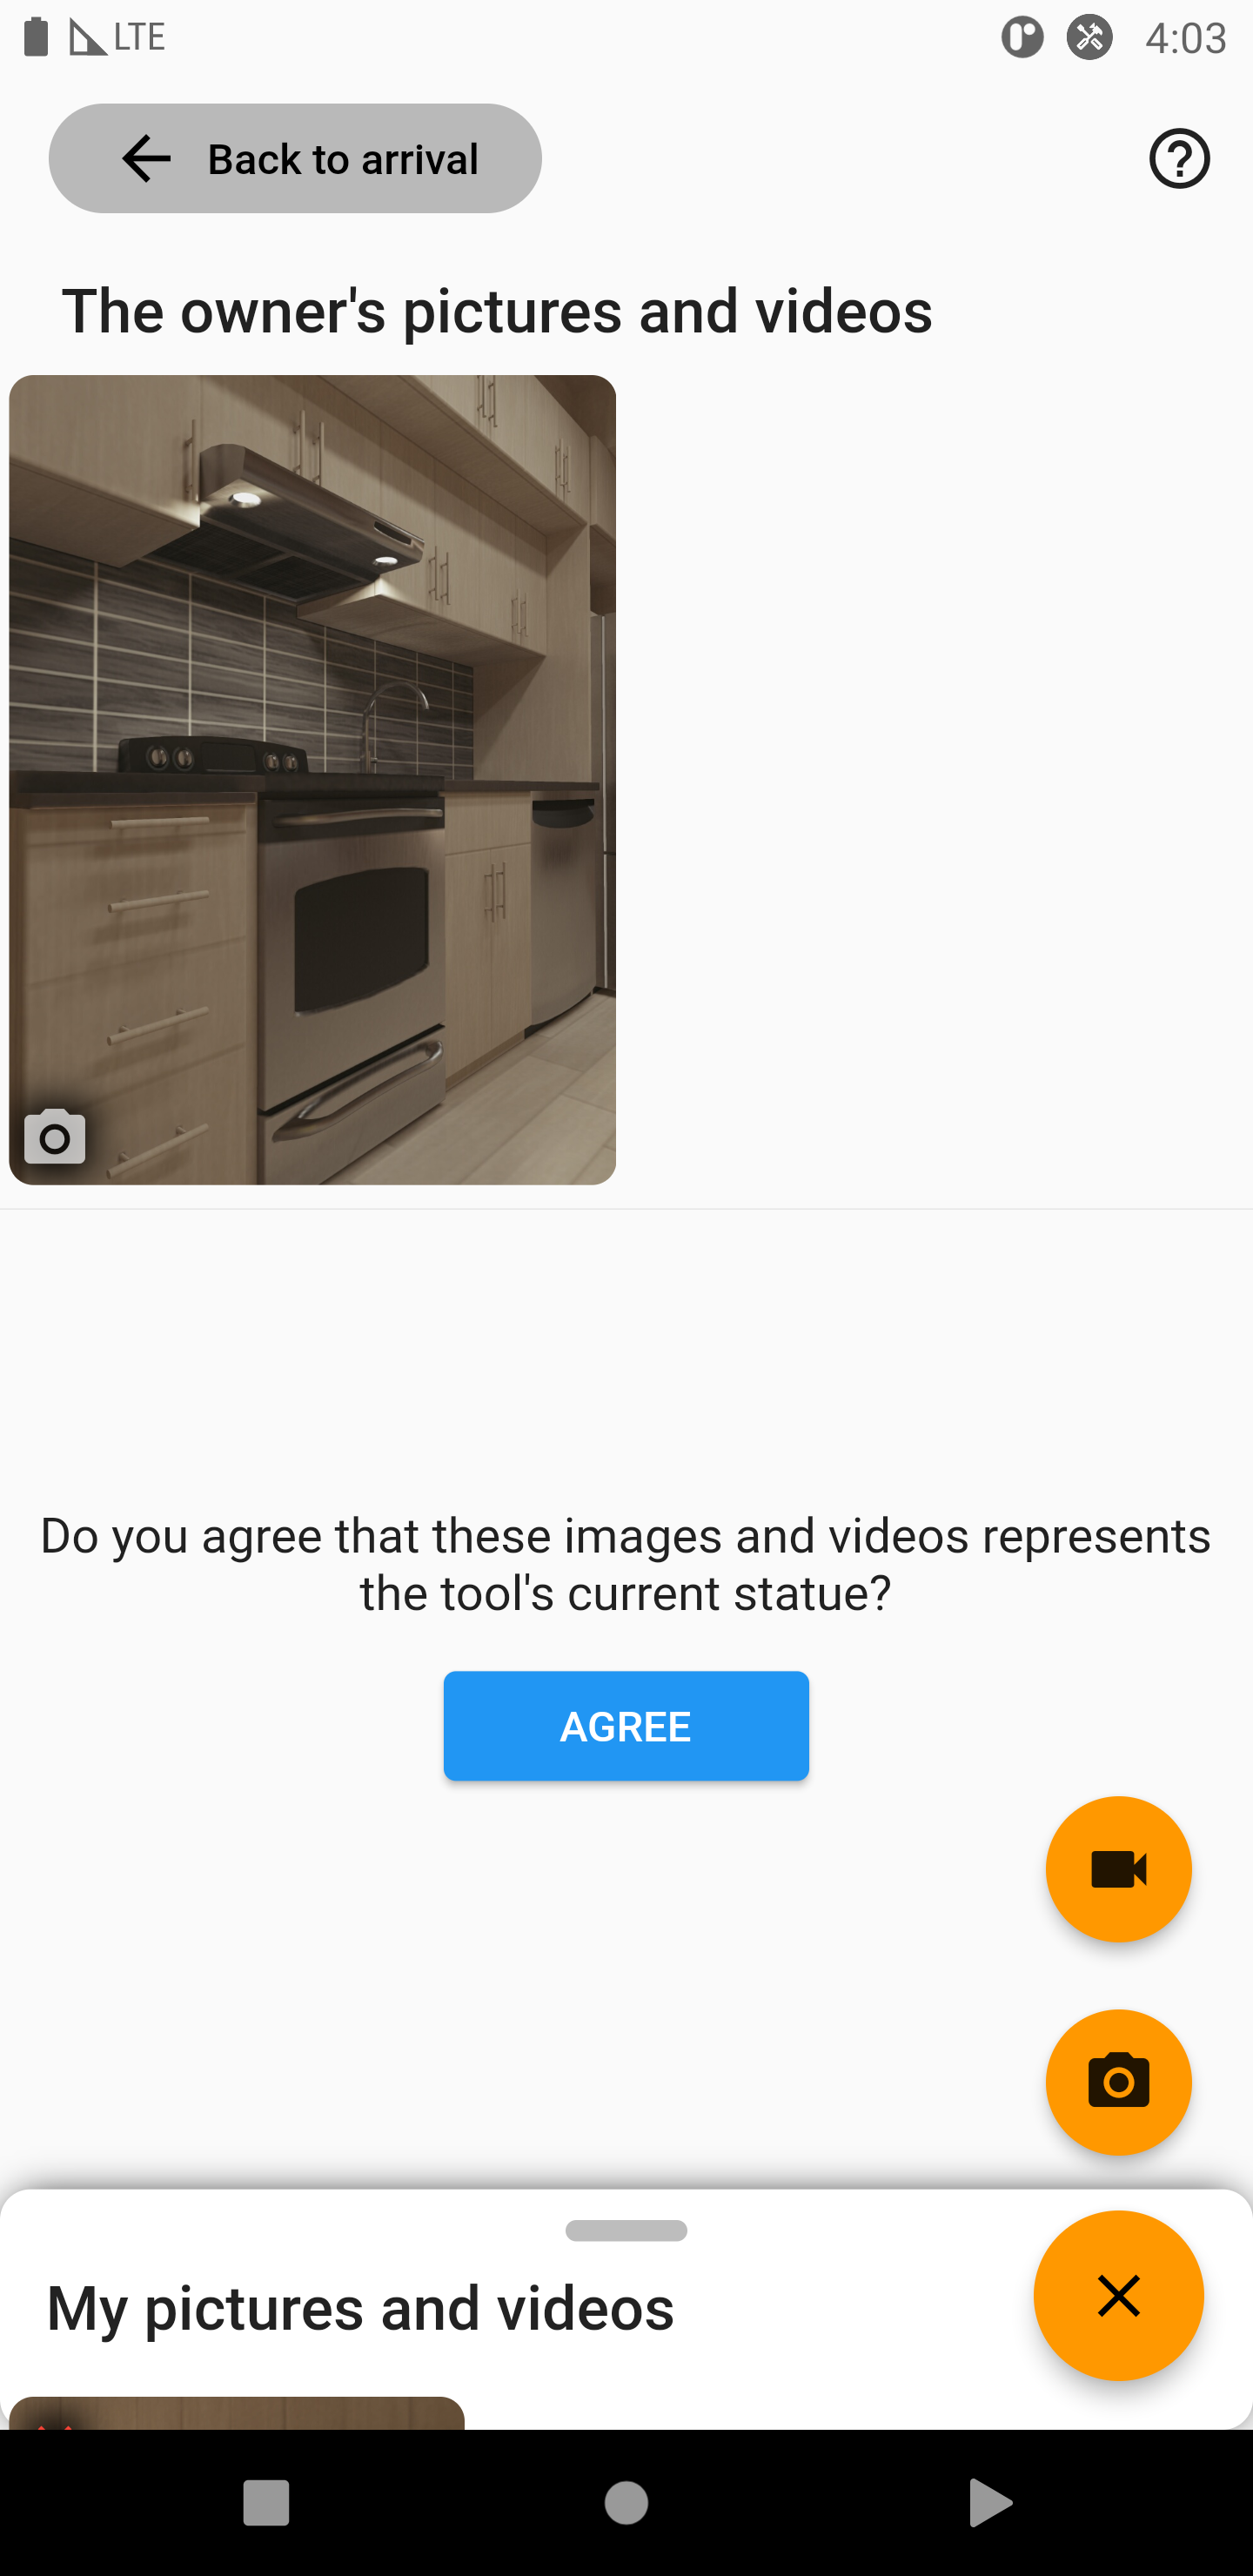 LTE
4:03
Back to arrival
The owner's pictures and videos
Do you agree that these images and videos represents
the tool's current statue?
AGREE
My pictures and videos